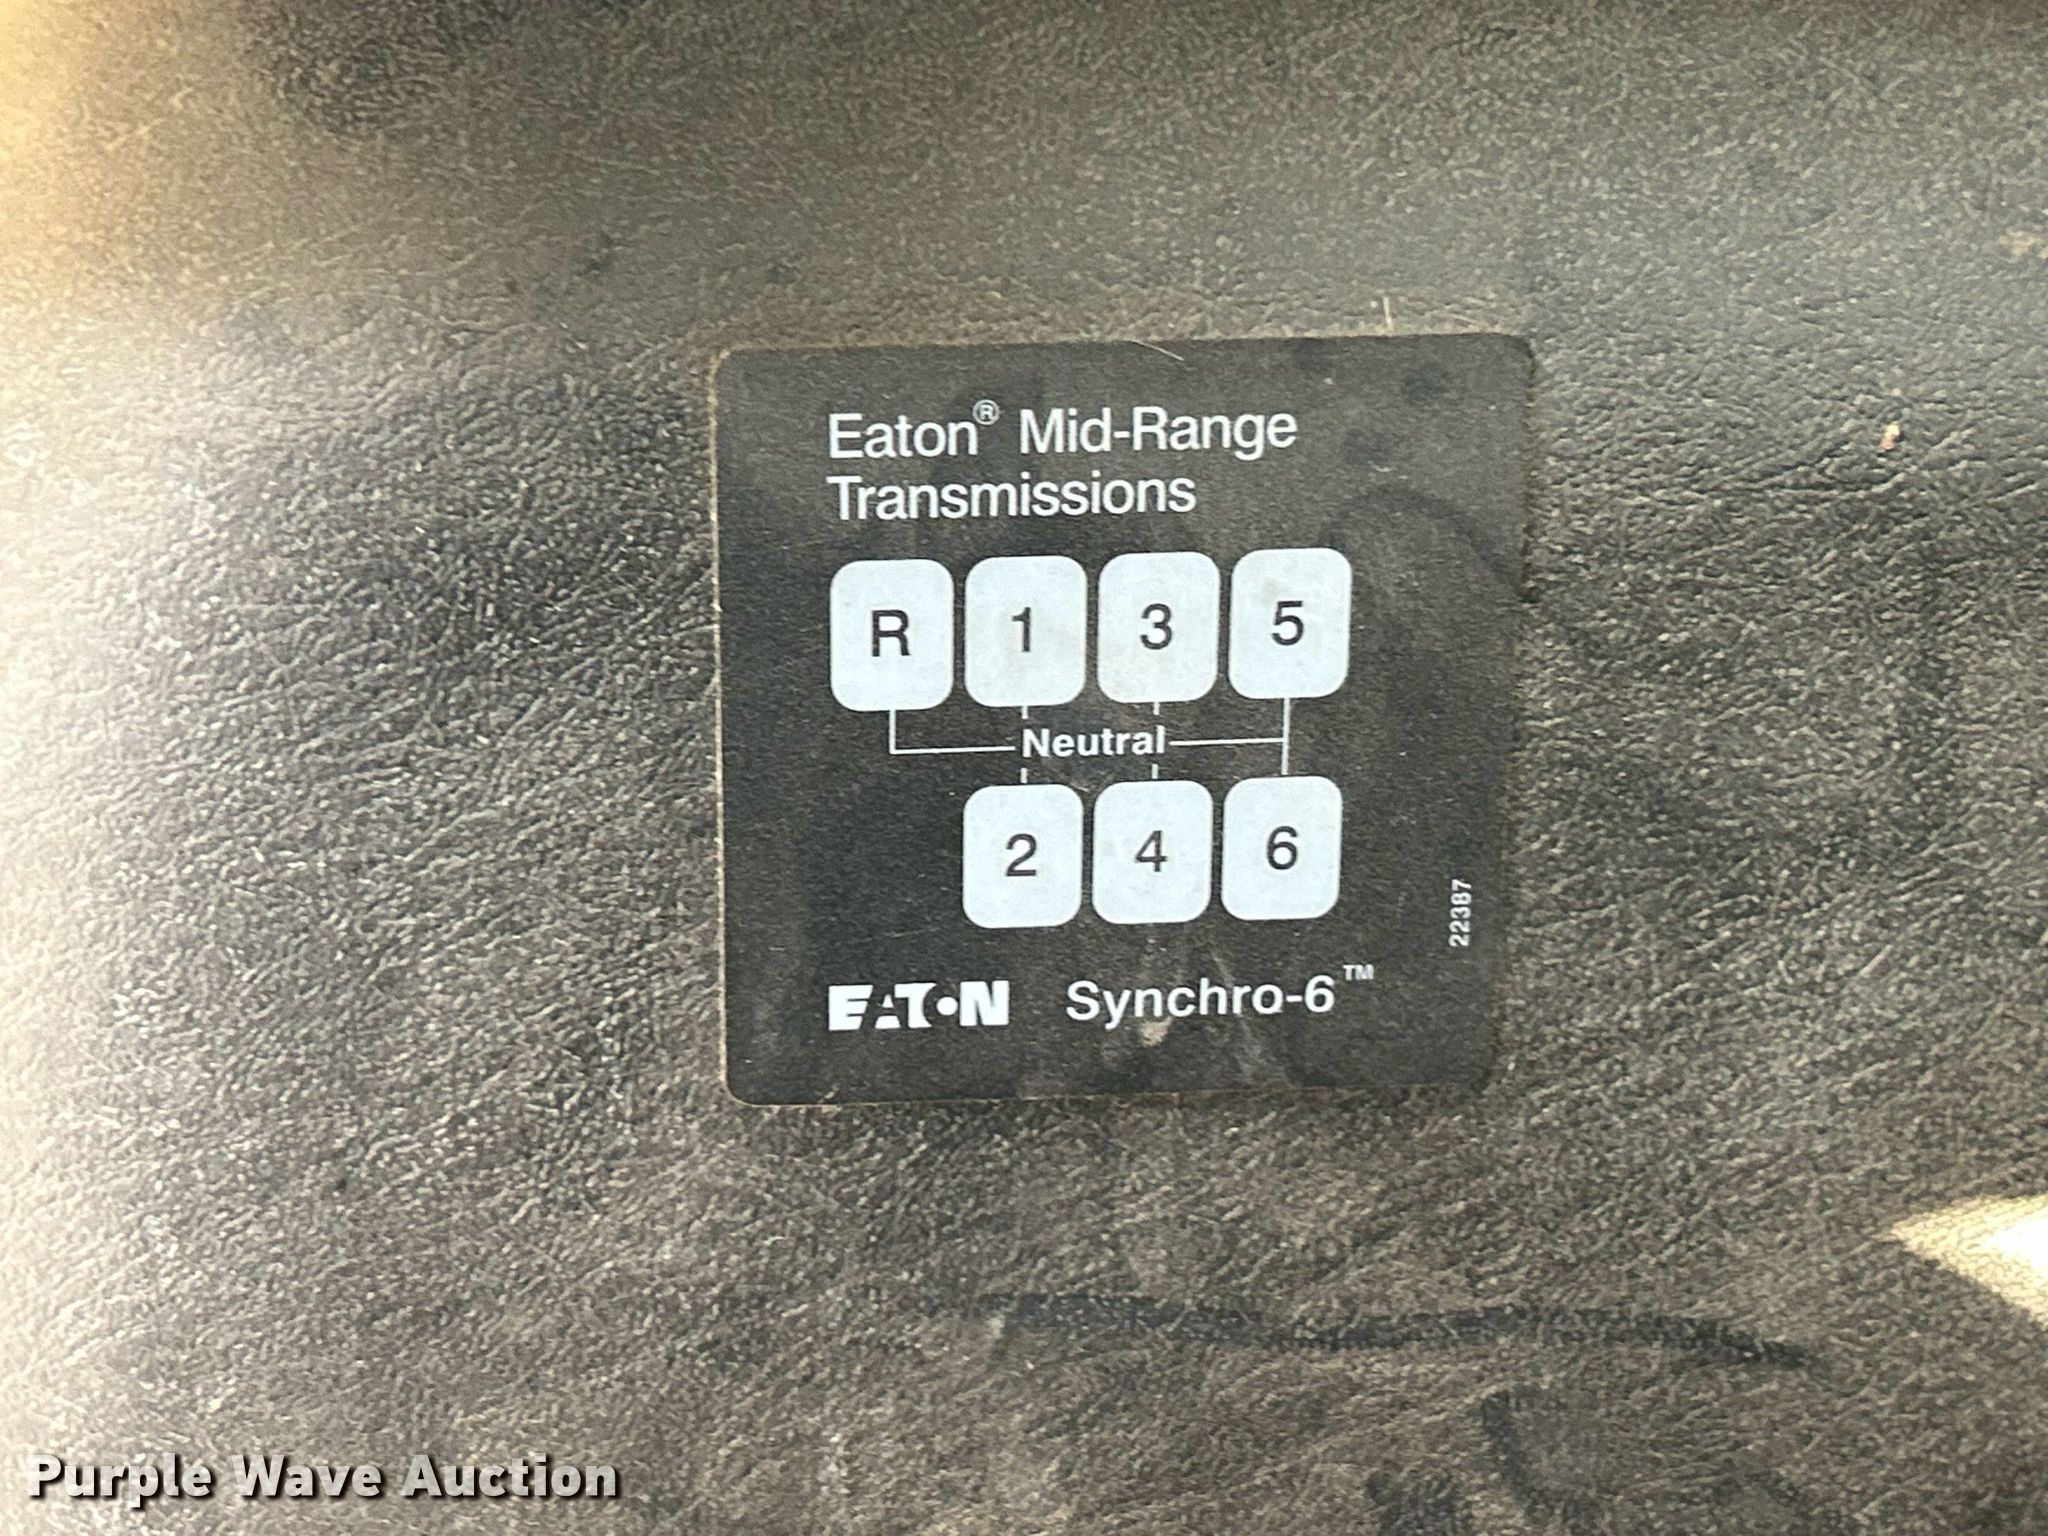 Eaton® Mid-Range
Transmissions
R 1 3 5
Neutral
2 4 6
22387
EATON Synchro-6™
Purple Wave Auction